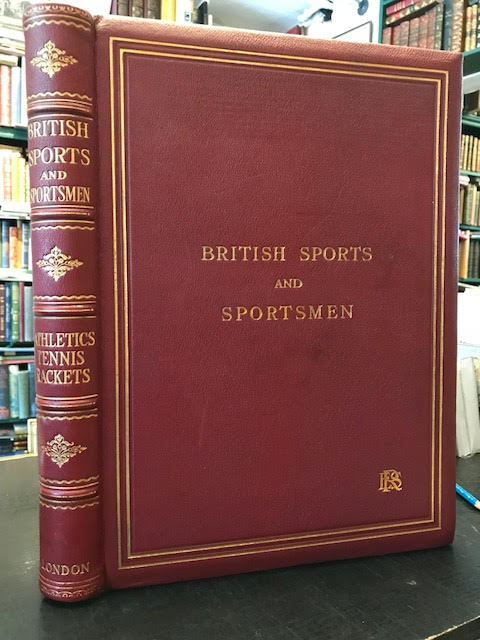 BRITISH
SPORTS
AND
SPORTSMEN
ATHLETICS
TENNIS
RACKETS
LONDON
BRITISH SPORTS
AND
SPORTSMEN